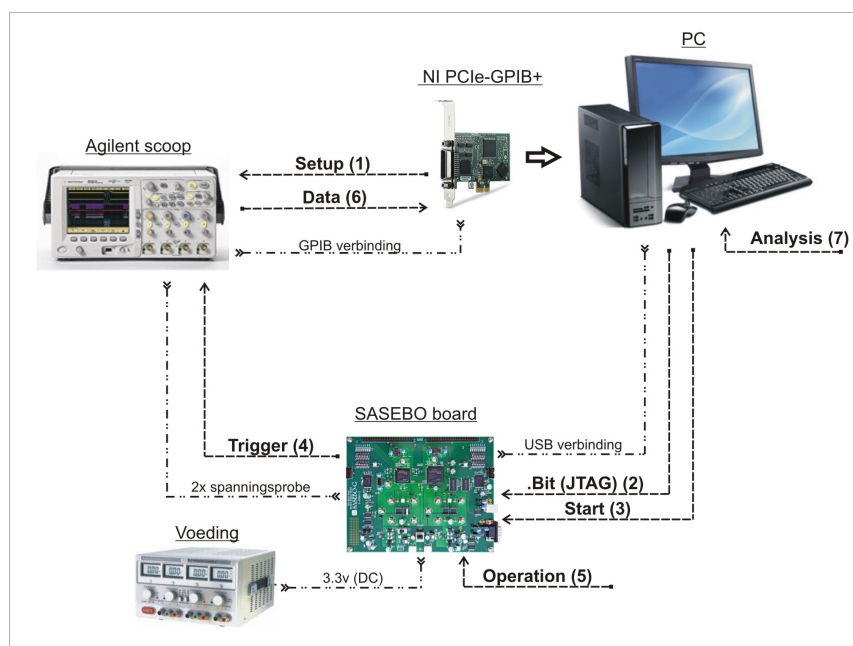 PC
NI PCIe-GPIB+
Agilent scoop
Setup (1)
Data (6)
GPIB verbinding
Analysis (7)
SASEBO board
Trigger (4)
USB verbinding
2x spanningsprobe
.Bit (JTAG) (2)
Start (3)
Voeding
3.3v (DC)
Operation (5)